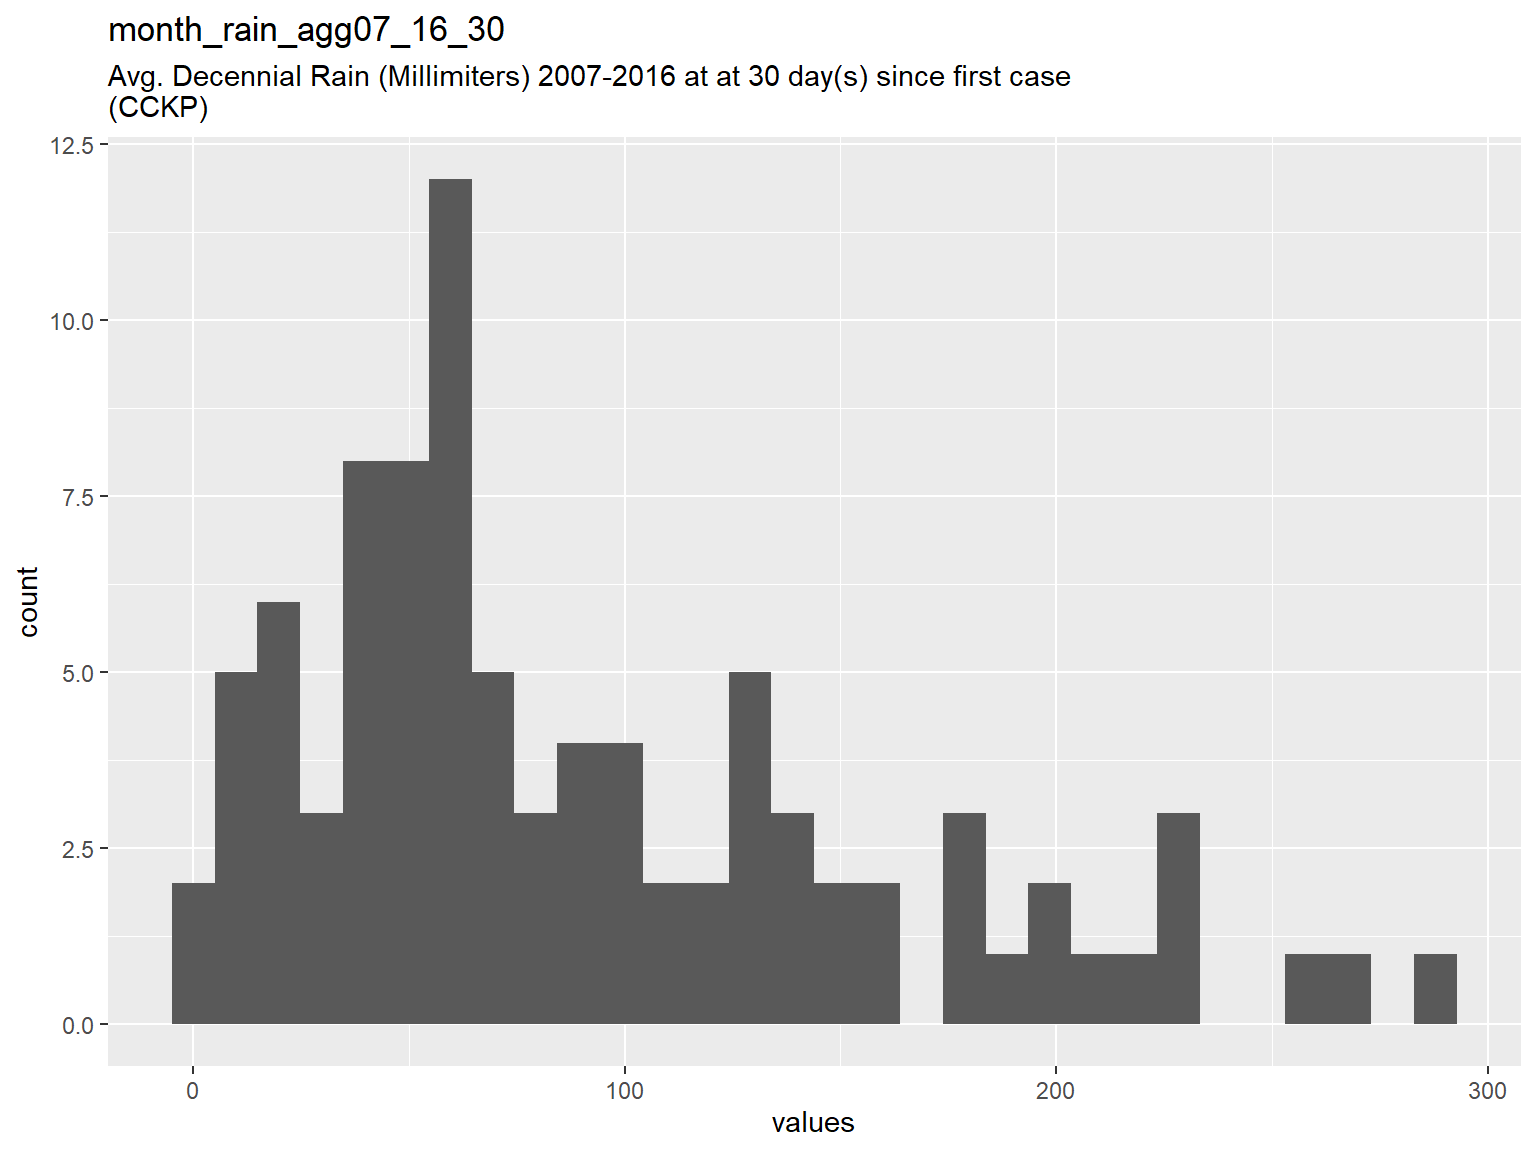 month_rain_agg07_16_30
Avg. Decennial Rain (Millimiters) 2007-2016 at at 30 day(s) since first case
(CCKP)
12.5
10.0
7.5
5.0
2.5
0.0
count
0
100
200
300
values